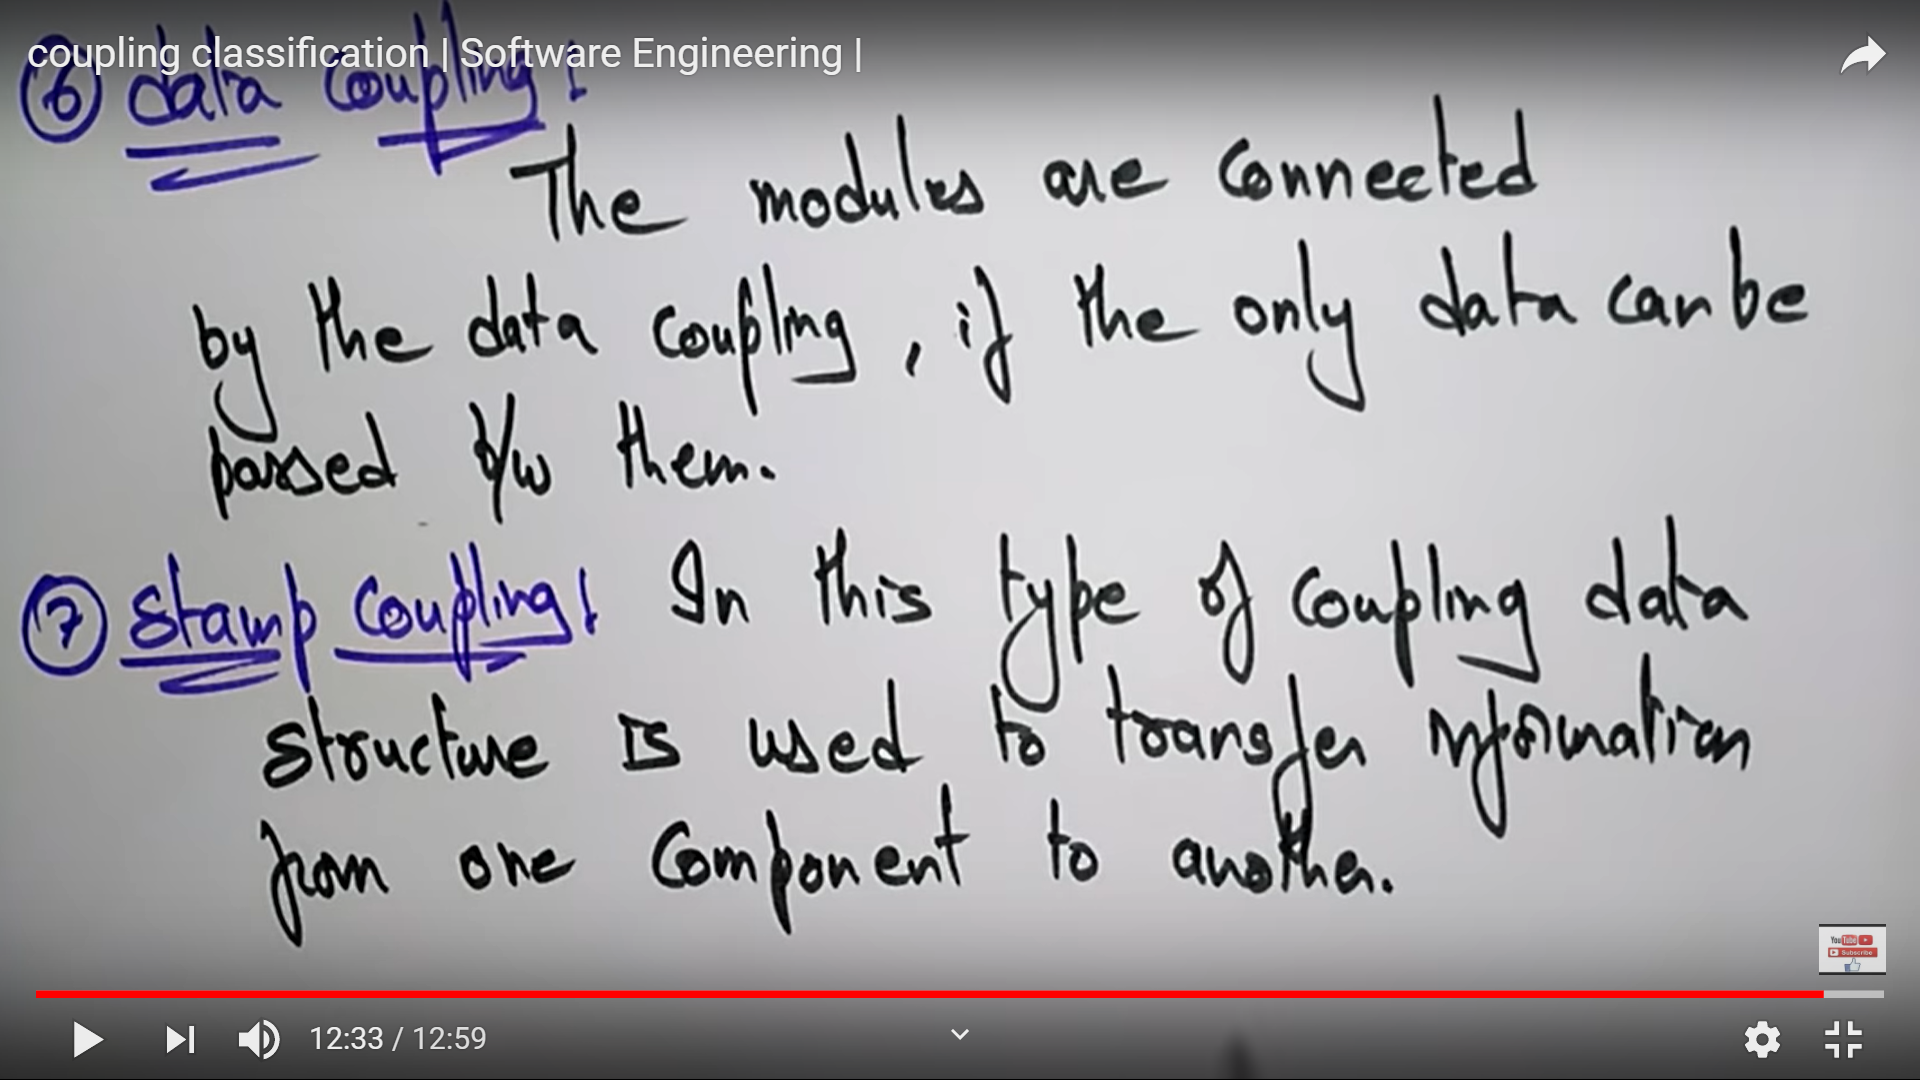 coupling classification | Software Engineering |
6 data coupling:
The modules are connected
by the data coupling, if the only data can be
passed b/w them.
7 Stamp coupling: In this type of coupling data
structure is used to transfer information
from one component to another.
YouTube
Subscribe
12:33 / 12:59